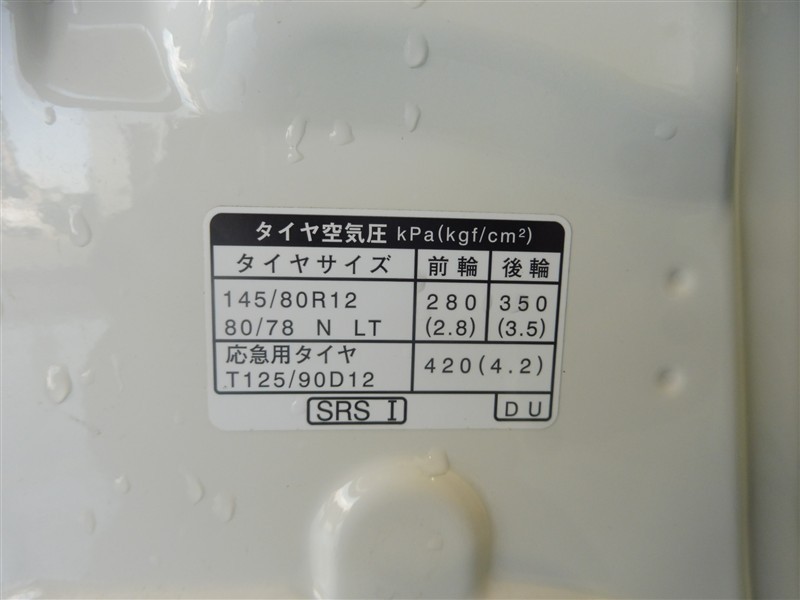 タイヤ空気圧 kPa(kgf/cm²)
タイヤサイズ 前輪 後輪
145/80R12 280 350
80/78 N LT (2.8) (3.5)
応急用タイヤ
T125/90D12 420(4.2)
SRS I DU